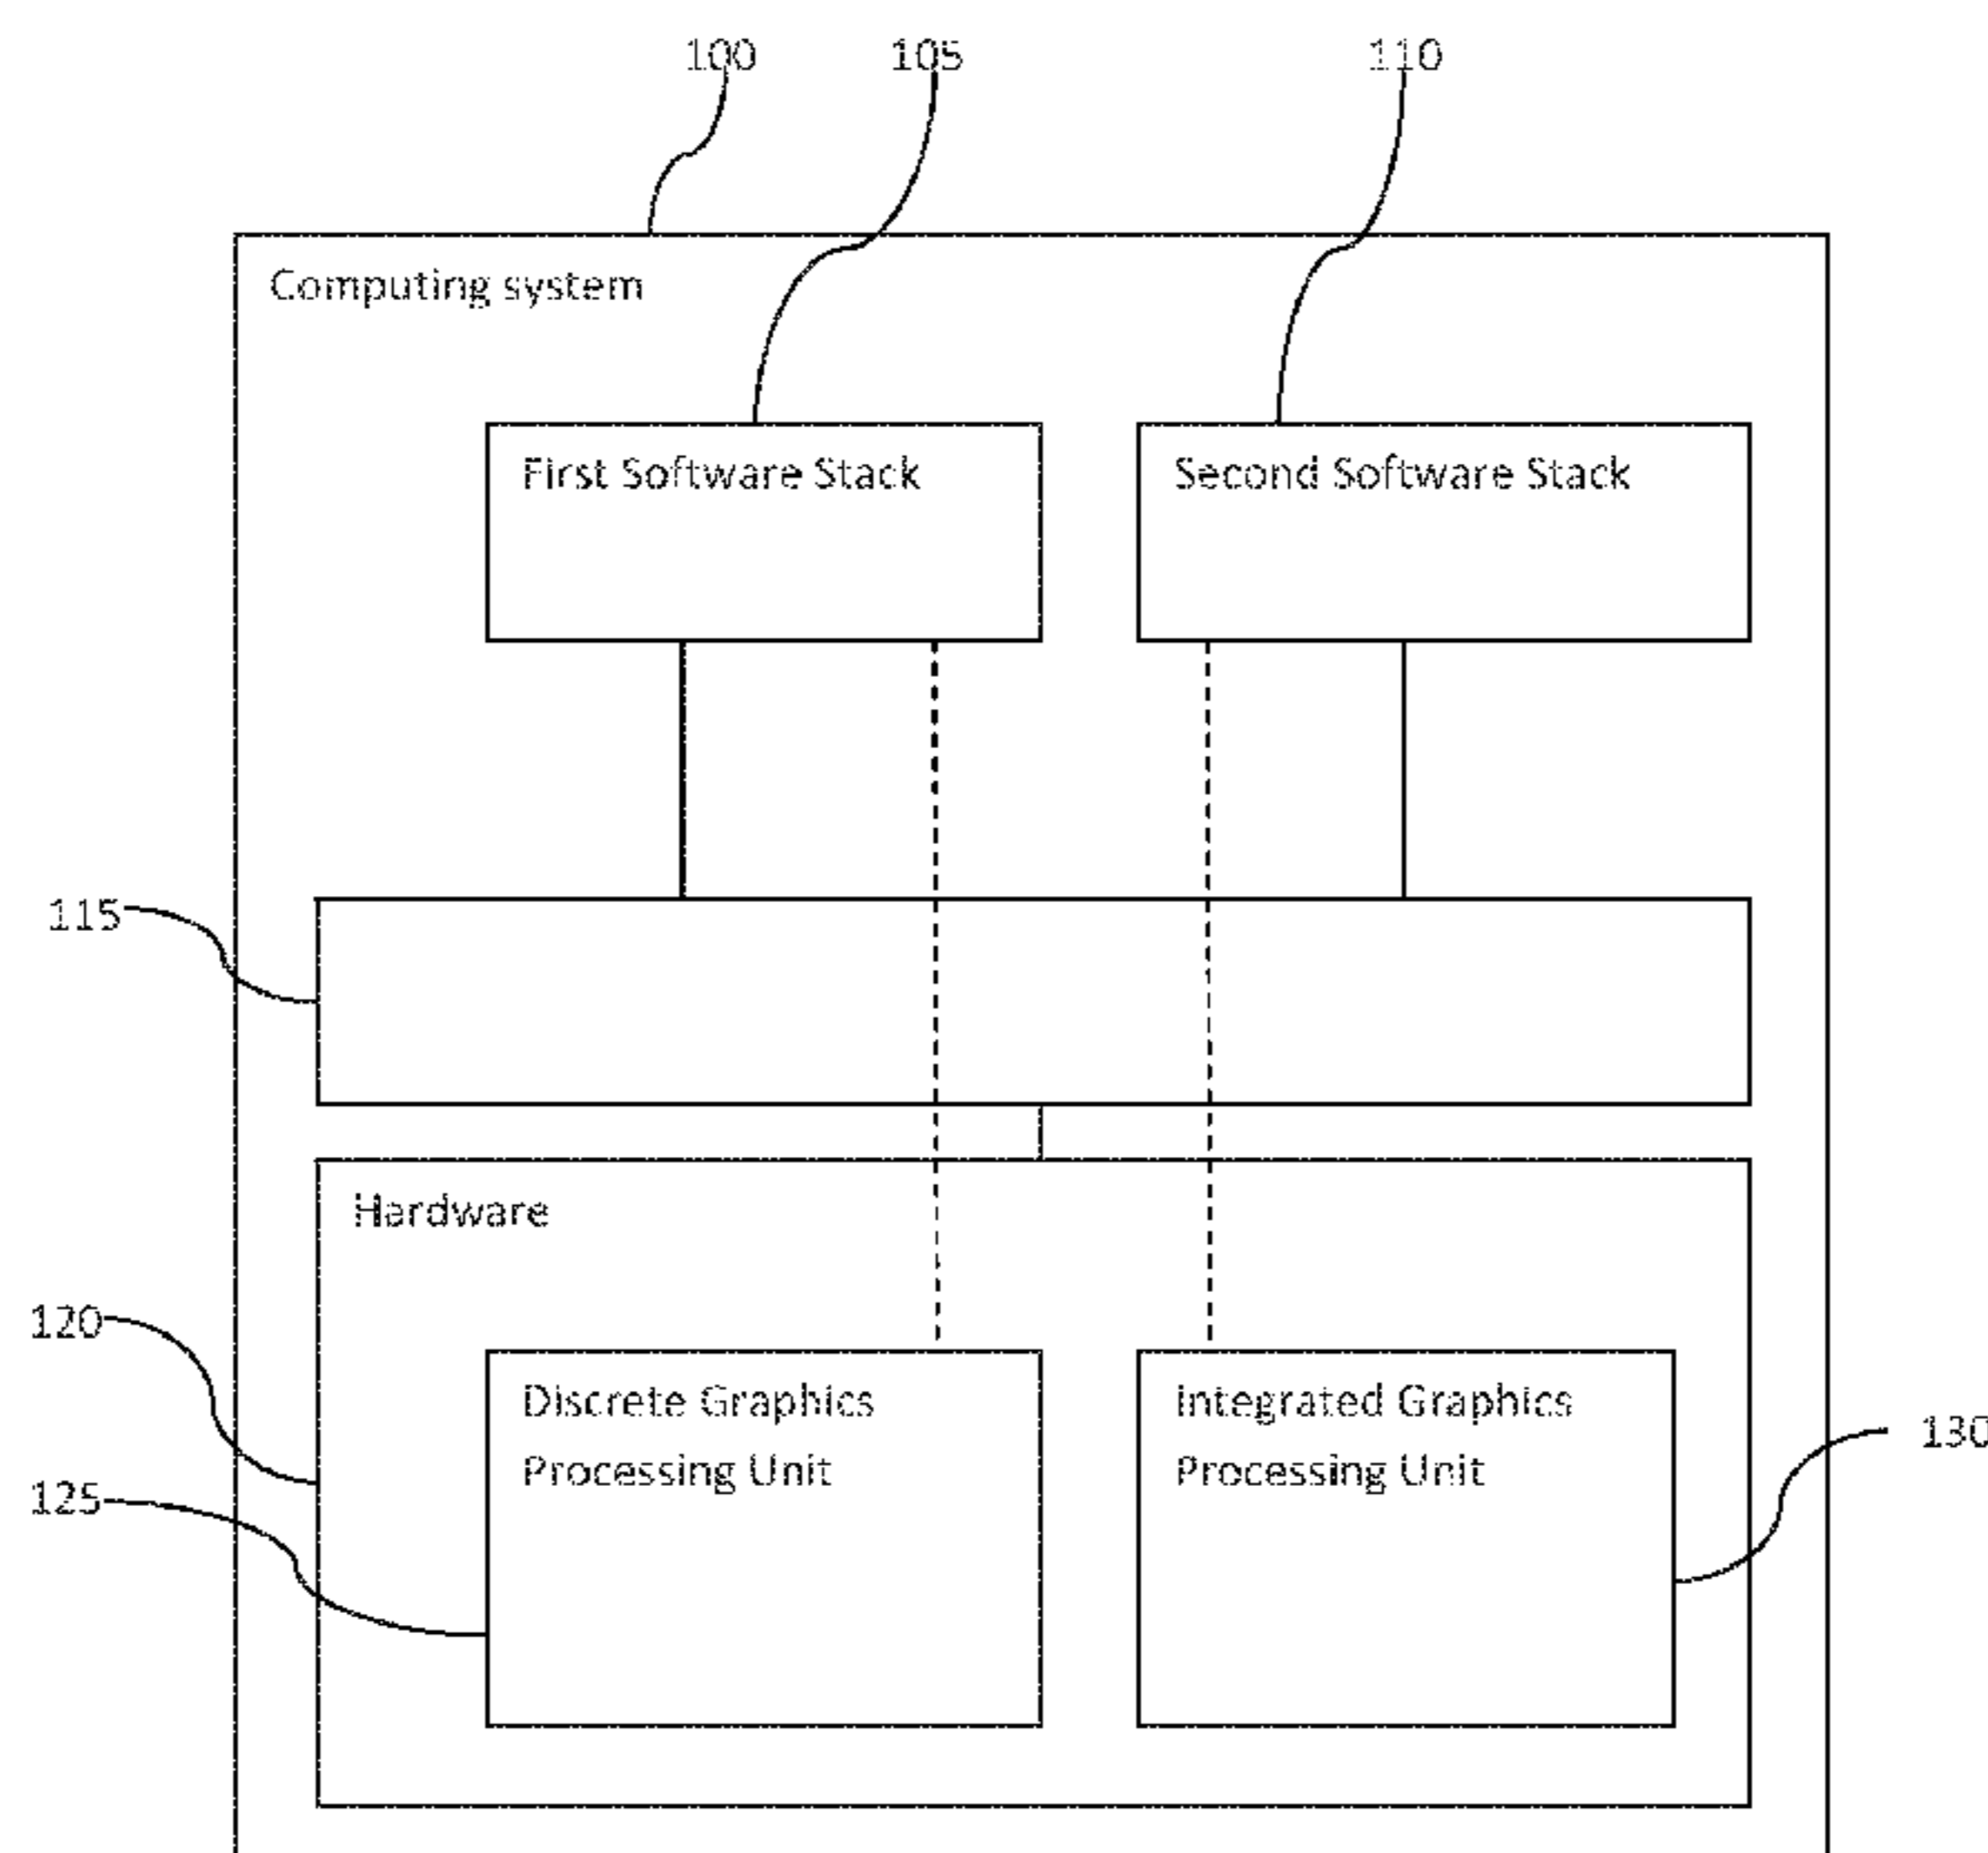 100 105 110
Computing system
First Software Stack
Second Software Stack
115
Hardware
120
Discrete Graphics
Processing Unit
Integrated Graphics
Processing Unit
130
125